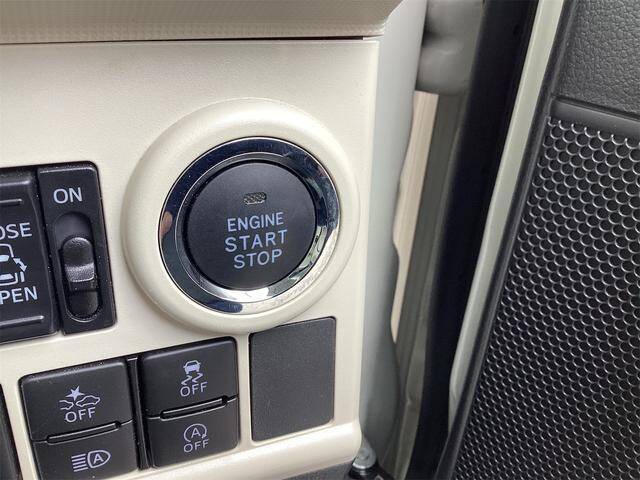 ON
OSE
PEN
ENGINE
START
STOP
OFF
OFF
A
A
OFF